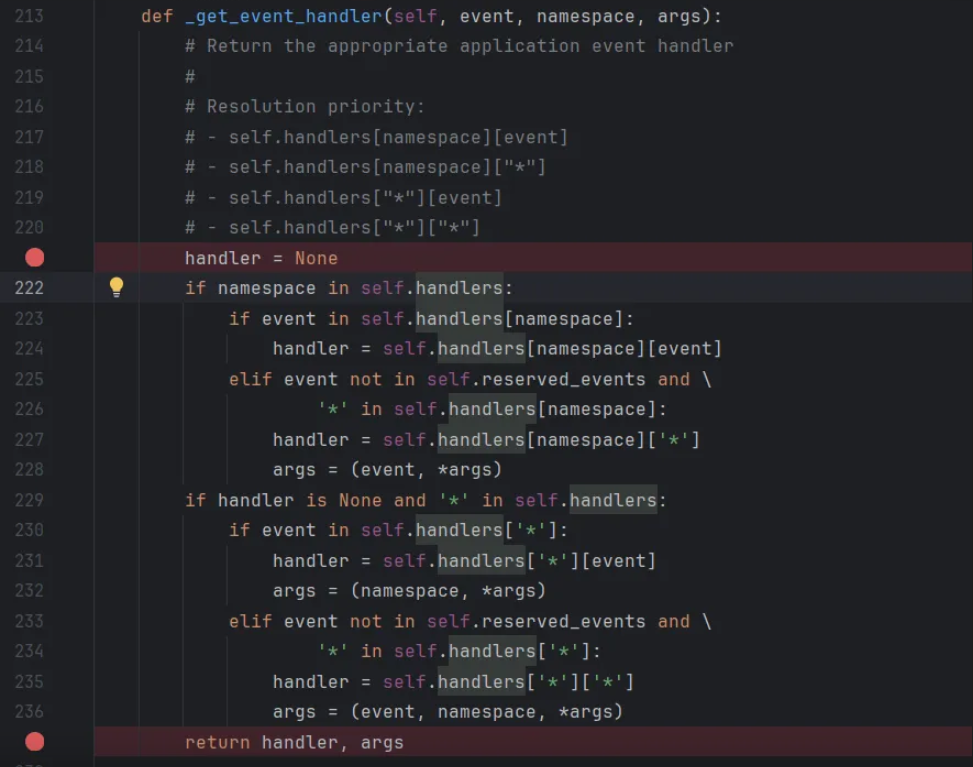 213 def _get_event_handler(self, event, namespace, args):
214 # Return the appropriate application event handler
215 #
216 # Resolution priority:
217 # - self.handlers[namespace][event]
218 # - self.handlers[namespace]["*"]
219 # - self.handlers["*"][event]
220 # - self.handlers["*"]["*"]
handler = None
222 if namespace in self.handlers:
223 if event in self.handlers[namespace]:
224 handler = self.handlers[namespace][event]
225 elif event not in self.reserved_events and \
226 '*' in self.handlers[namespace]:
227 handler = self.handlers[namespace]['*']
228 args = (event, *args)
229 if handler is None and '*' in self.handlers:
230 if event in self.handlers['*']:
231 handler = self.handlers['*'][event]
232 args = (namespace, *args)
233 elif event not in self.reserved_events and \
234 '*' in self.handlers['*']:
235 handler = self.handlers['*']['*']
236 args = (event, namespace, *args)
return handler, args